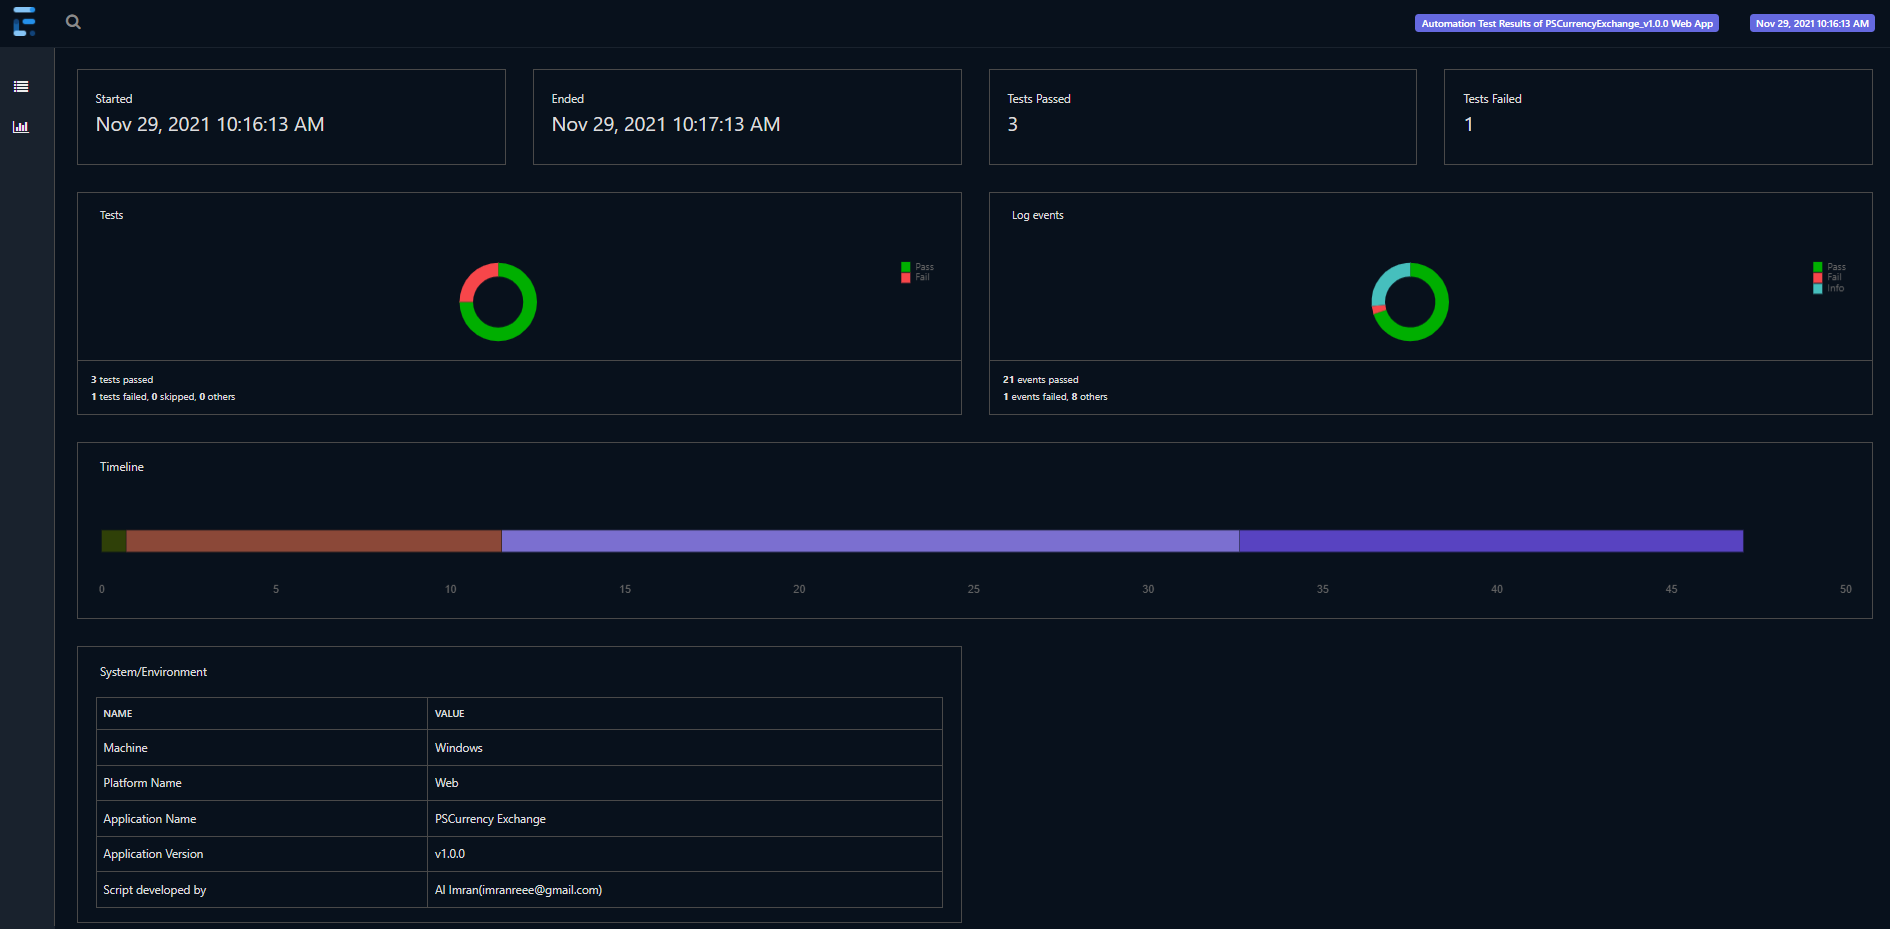 Automation Test Results of PSCurrencyExchange_v1.0.0 Web App
Nov 29, 2021 10:16:13 AM
Started
Nov 29, 2021 10:16:13 AM
Ended
Nov 29, 2021 10:17:13 AM
Tests Passed
3
Tests Failed
1
Tests
Pass
Fail
3 tests passed
1 tests failed, 0 skipped, 0 others
Log events
Pass
Fail
Info
21 events passed
1 events failed, 8 others
Timeline
0 5 10 15 20 25 30 35 40 45 50
System/Environment
NAME VALUE
Machine Windows
Platform Name Web
Application Name PSCurrency Exchange
Application Version v1.0.0
Script developed by Al Imran(imranreee@gmail.com)